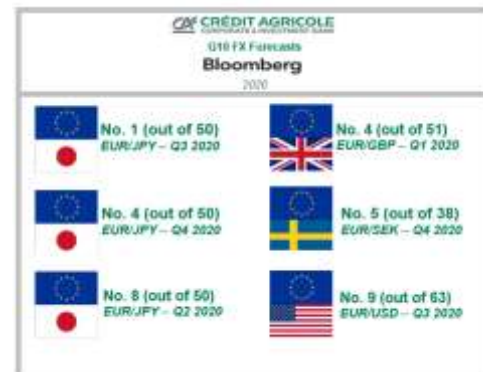 CRÉDIT AGRICOLE
CORPORATE & INVESTMENT BANK
G10 FX Forecasts
Bloomberg
2020
No. 1 (out of 50)
EUR/JPY – Q3 2020
No. 4 (out of 50)
EUR/JPY – Q4 2020
No. 8 (out of 50)
EUR/JPY – Q2 2020
No. 4 (out of 51)
EUR/GBP – Q1 2020
No. 5 (out of 38)
EUR/SEK – Q4 2020
No. 9 (out of 63)
EUR/USD – Q3 2020